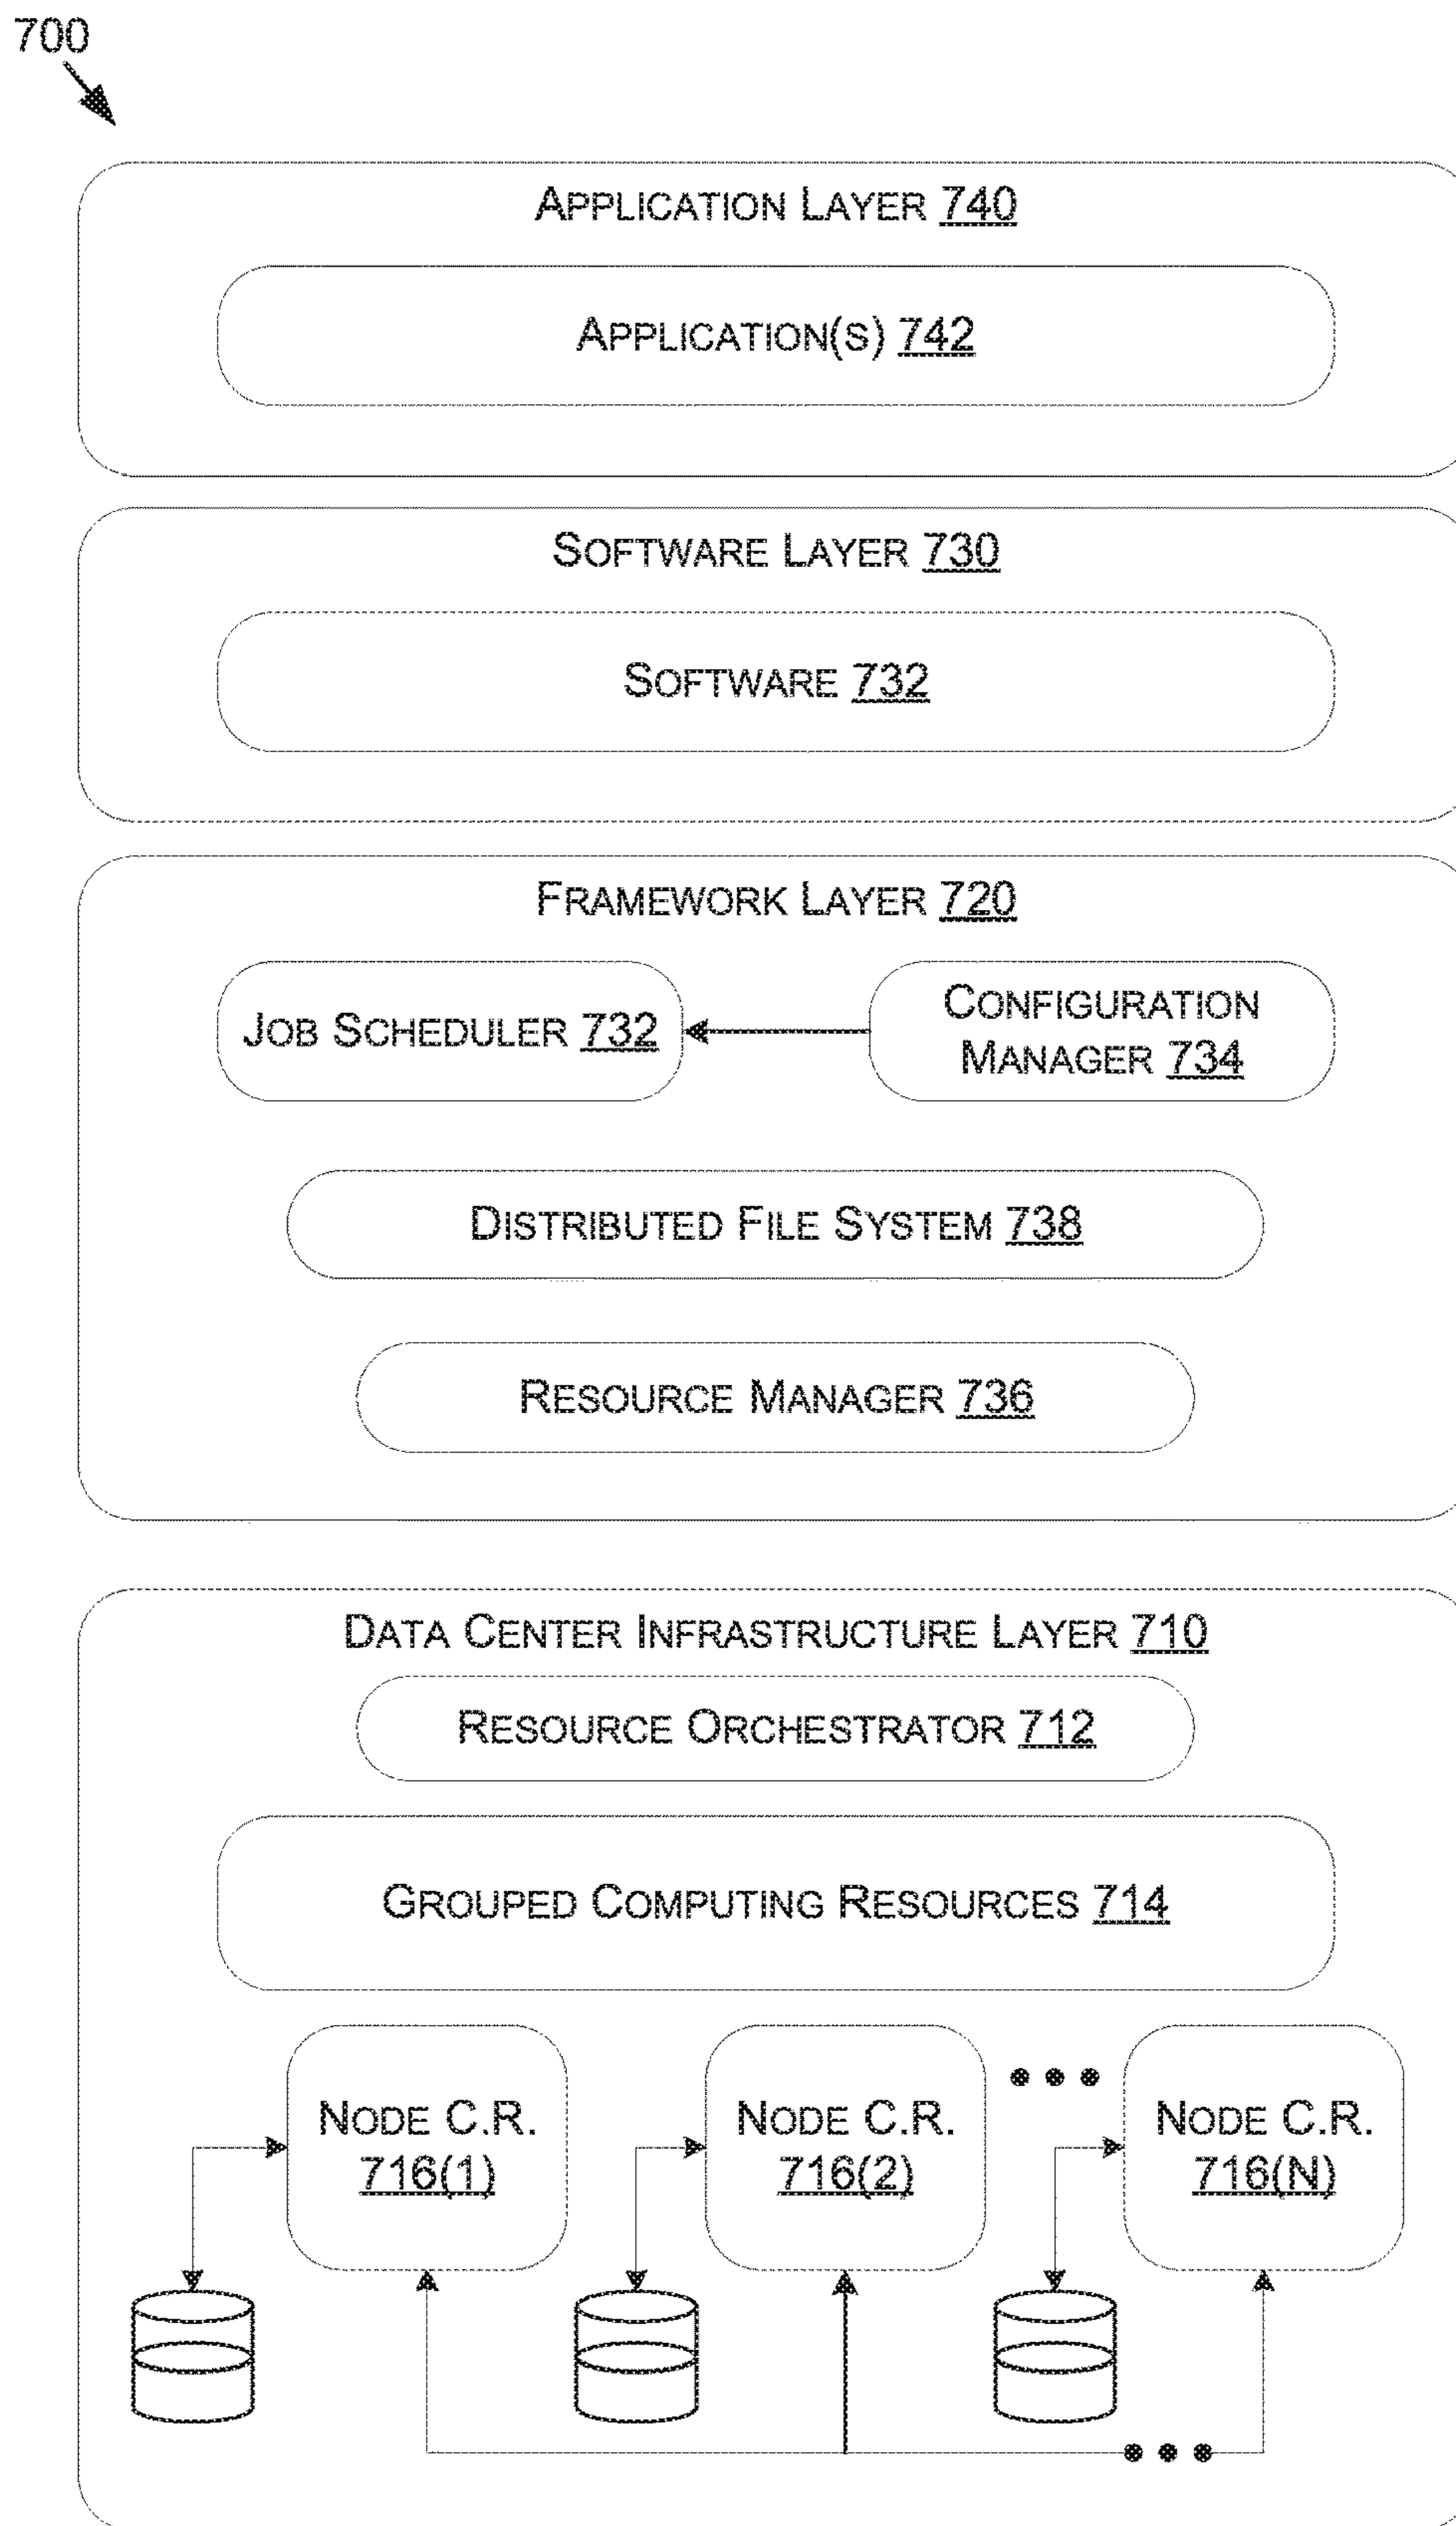 700
APPLICATION LAYER 740
APPLICATION(S) 742
SOFTWARE LAYER 730
SOFTWARE 732
FRAMEWORK LAYER 720
JOB SCHEDULER 732
CONFIGURATION
MANAGER 734
DISTRIBUTED FILE SYSTEM 738
RESOURCE MANAGER 736
DATA CENTER INFRASTRUCTURE LAYER 710
RESOURCE ORCHESTRATOR 712
GROUPED COMPUTING RESOURCES 714
NODE C.R.
716(1)
NODE C.R.
716(2)
NODE C.R.
716(N)